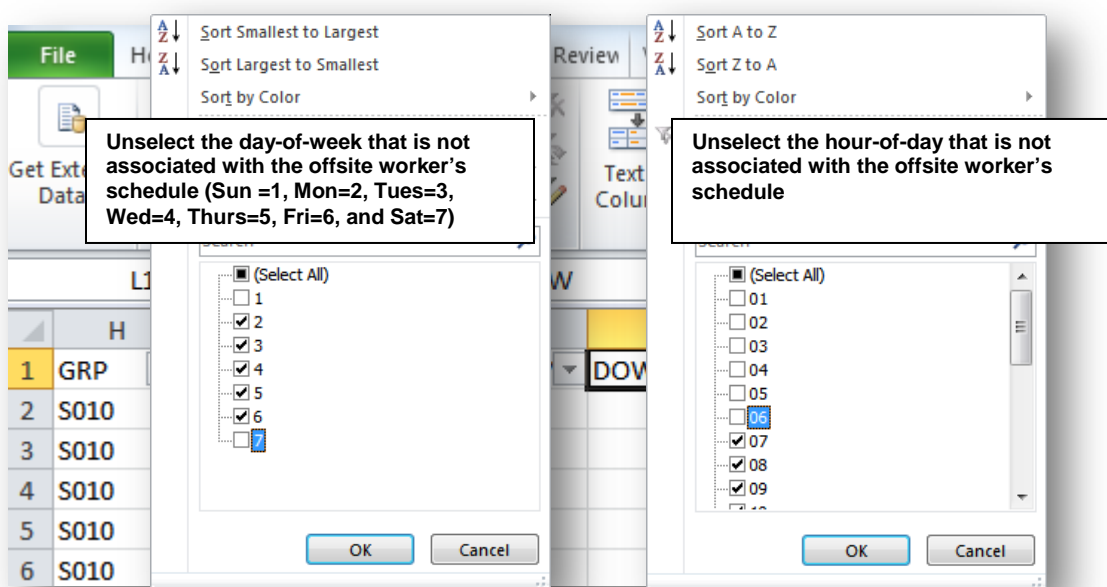 File
H
Review
Get Exte
Data
Text
Colu
Sort Smallest to Largest
Sort Largest to Smallest
Sort by Color
Unselect the day-of-week that is not
associated with the offsite worker's
schedule (Sun =1, Mon=2, Tues=3,
Wed=4, Thurs=5, Fri=6, and Sat=7)
Search
(Select All)
1
2
3
4
5
6
7
OK Cancel
Sort A to Z
Sort Z to A
Sort by Color
Unselect the hour-of-day that is not
associated with the offsite worker's
schedule
Search
(Select All)
01
02
03
04
05
06
07
08
09
OK Cancel
L1
W
H
1 GRP DOW
2 S010
3 S010
4 S010
5 S010
6 S010